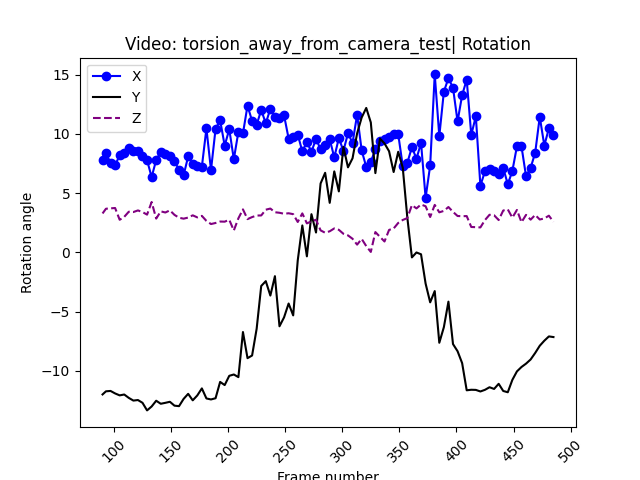 Video: torsion_away_from_camera_test| Rotation
X
Y
Z
Rotation angle
15
10
5
0
−5
−10
100
150
200
250
300
350
400
450
500
Frame number